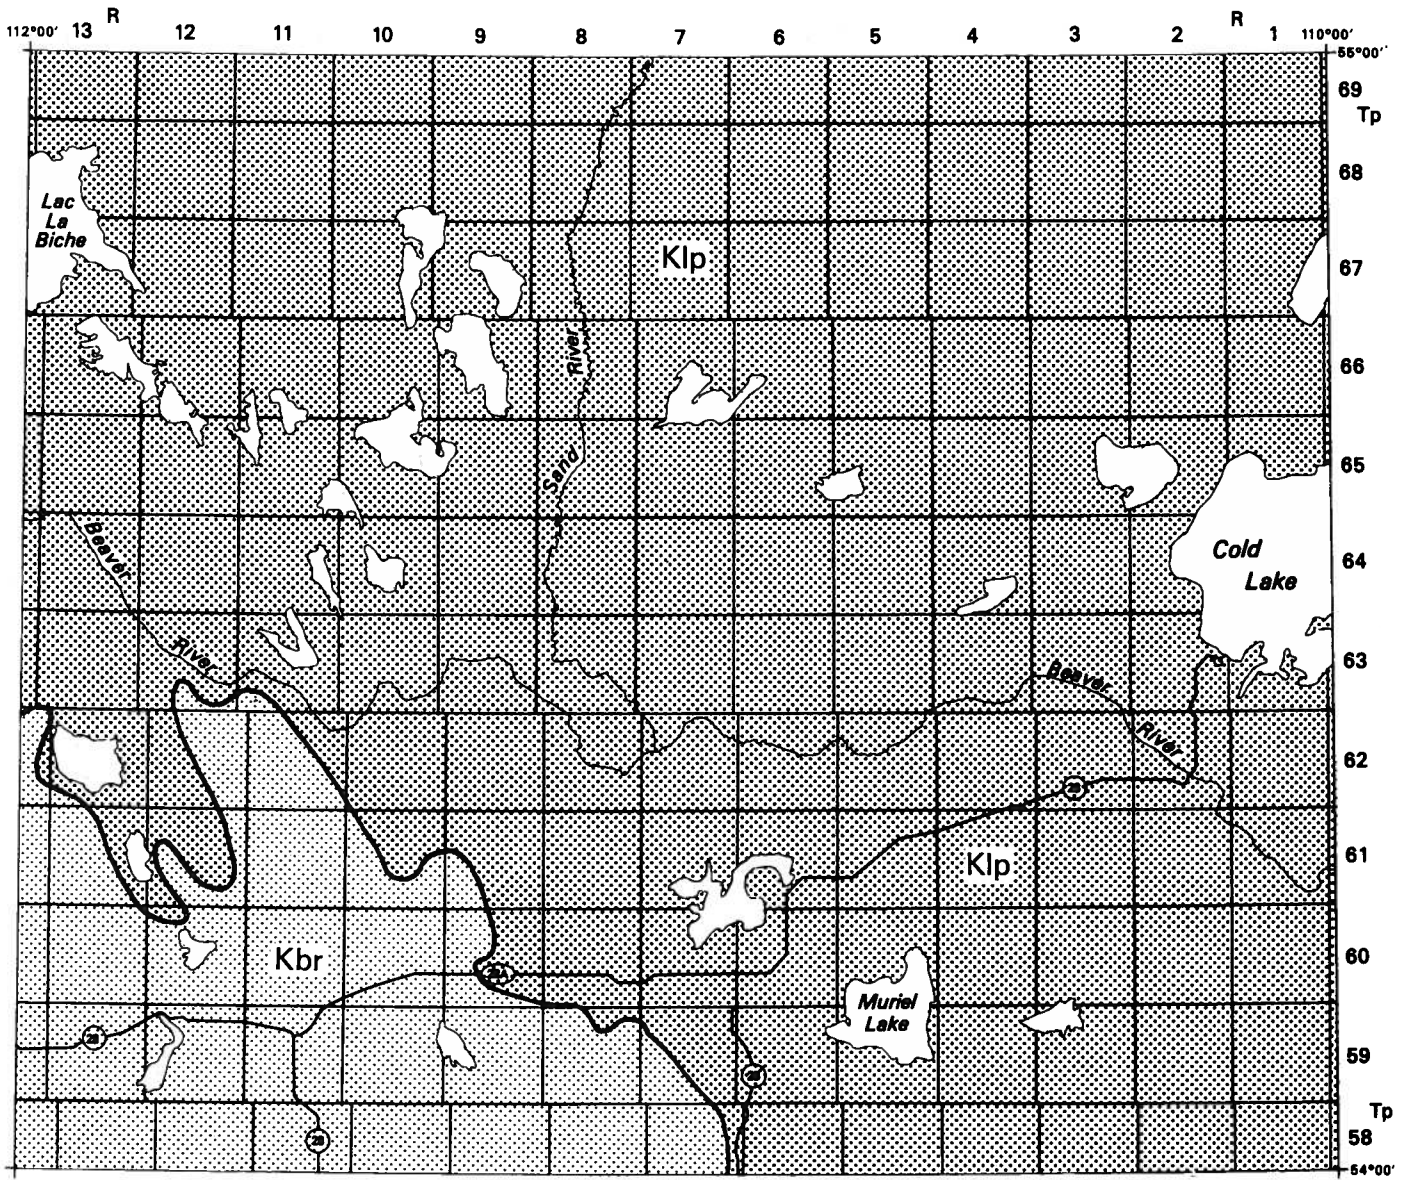 R R
112°00' 13 12 11 10 9 8 7 6 5 4 3 2 1 110°00'
55°00'
69
Tp
68
Lac
La
Biche
Klp
67
River
66
Sand
65
Beaver
Cold
Lake
64
River
Beaver
63
River
62
28
61
Klp
Kbr
28A
60
Muriel
Lake
28
59
28
Tp
58
28
54°00'